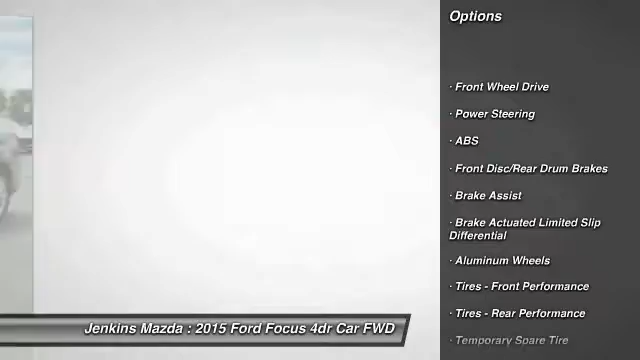 Options
· Front Wheel Drive
· Power Steering
· ABS
· Front Disc/Rear Drum Brakes
· Brake Assist
· Brake Actuated Limited Slip
Differential
· Aluminum Wheels
· Tires - Front Performance
· Tires - Rear Performance
· Temporary Spare Tire
Jenkins Mazda : 2015 Ford Focus 4dr Car FWD